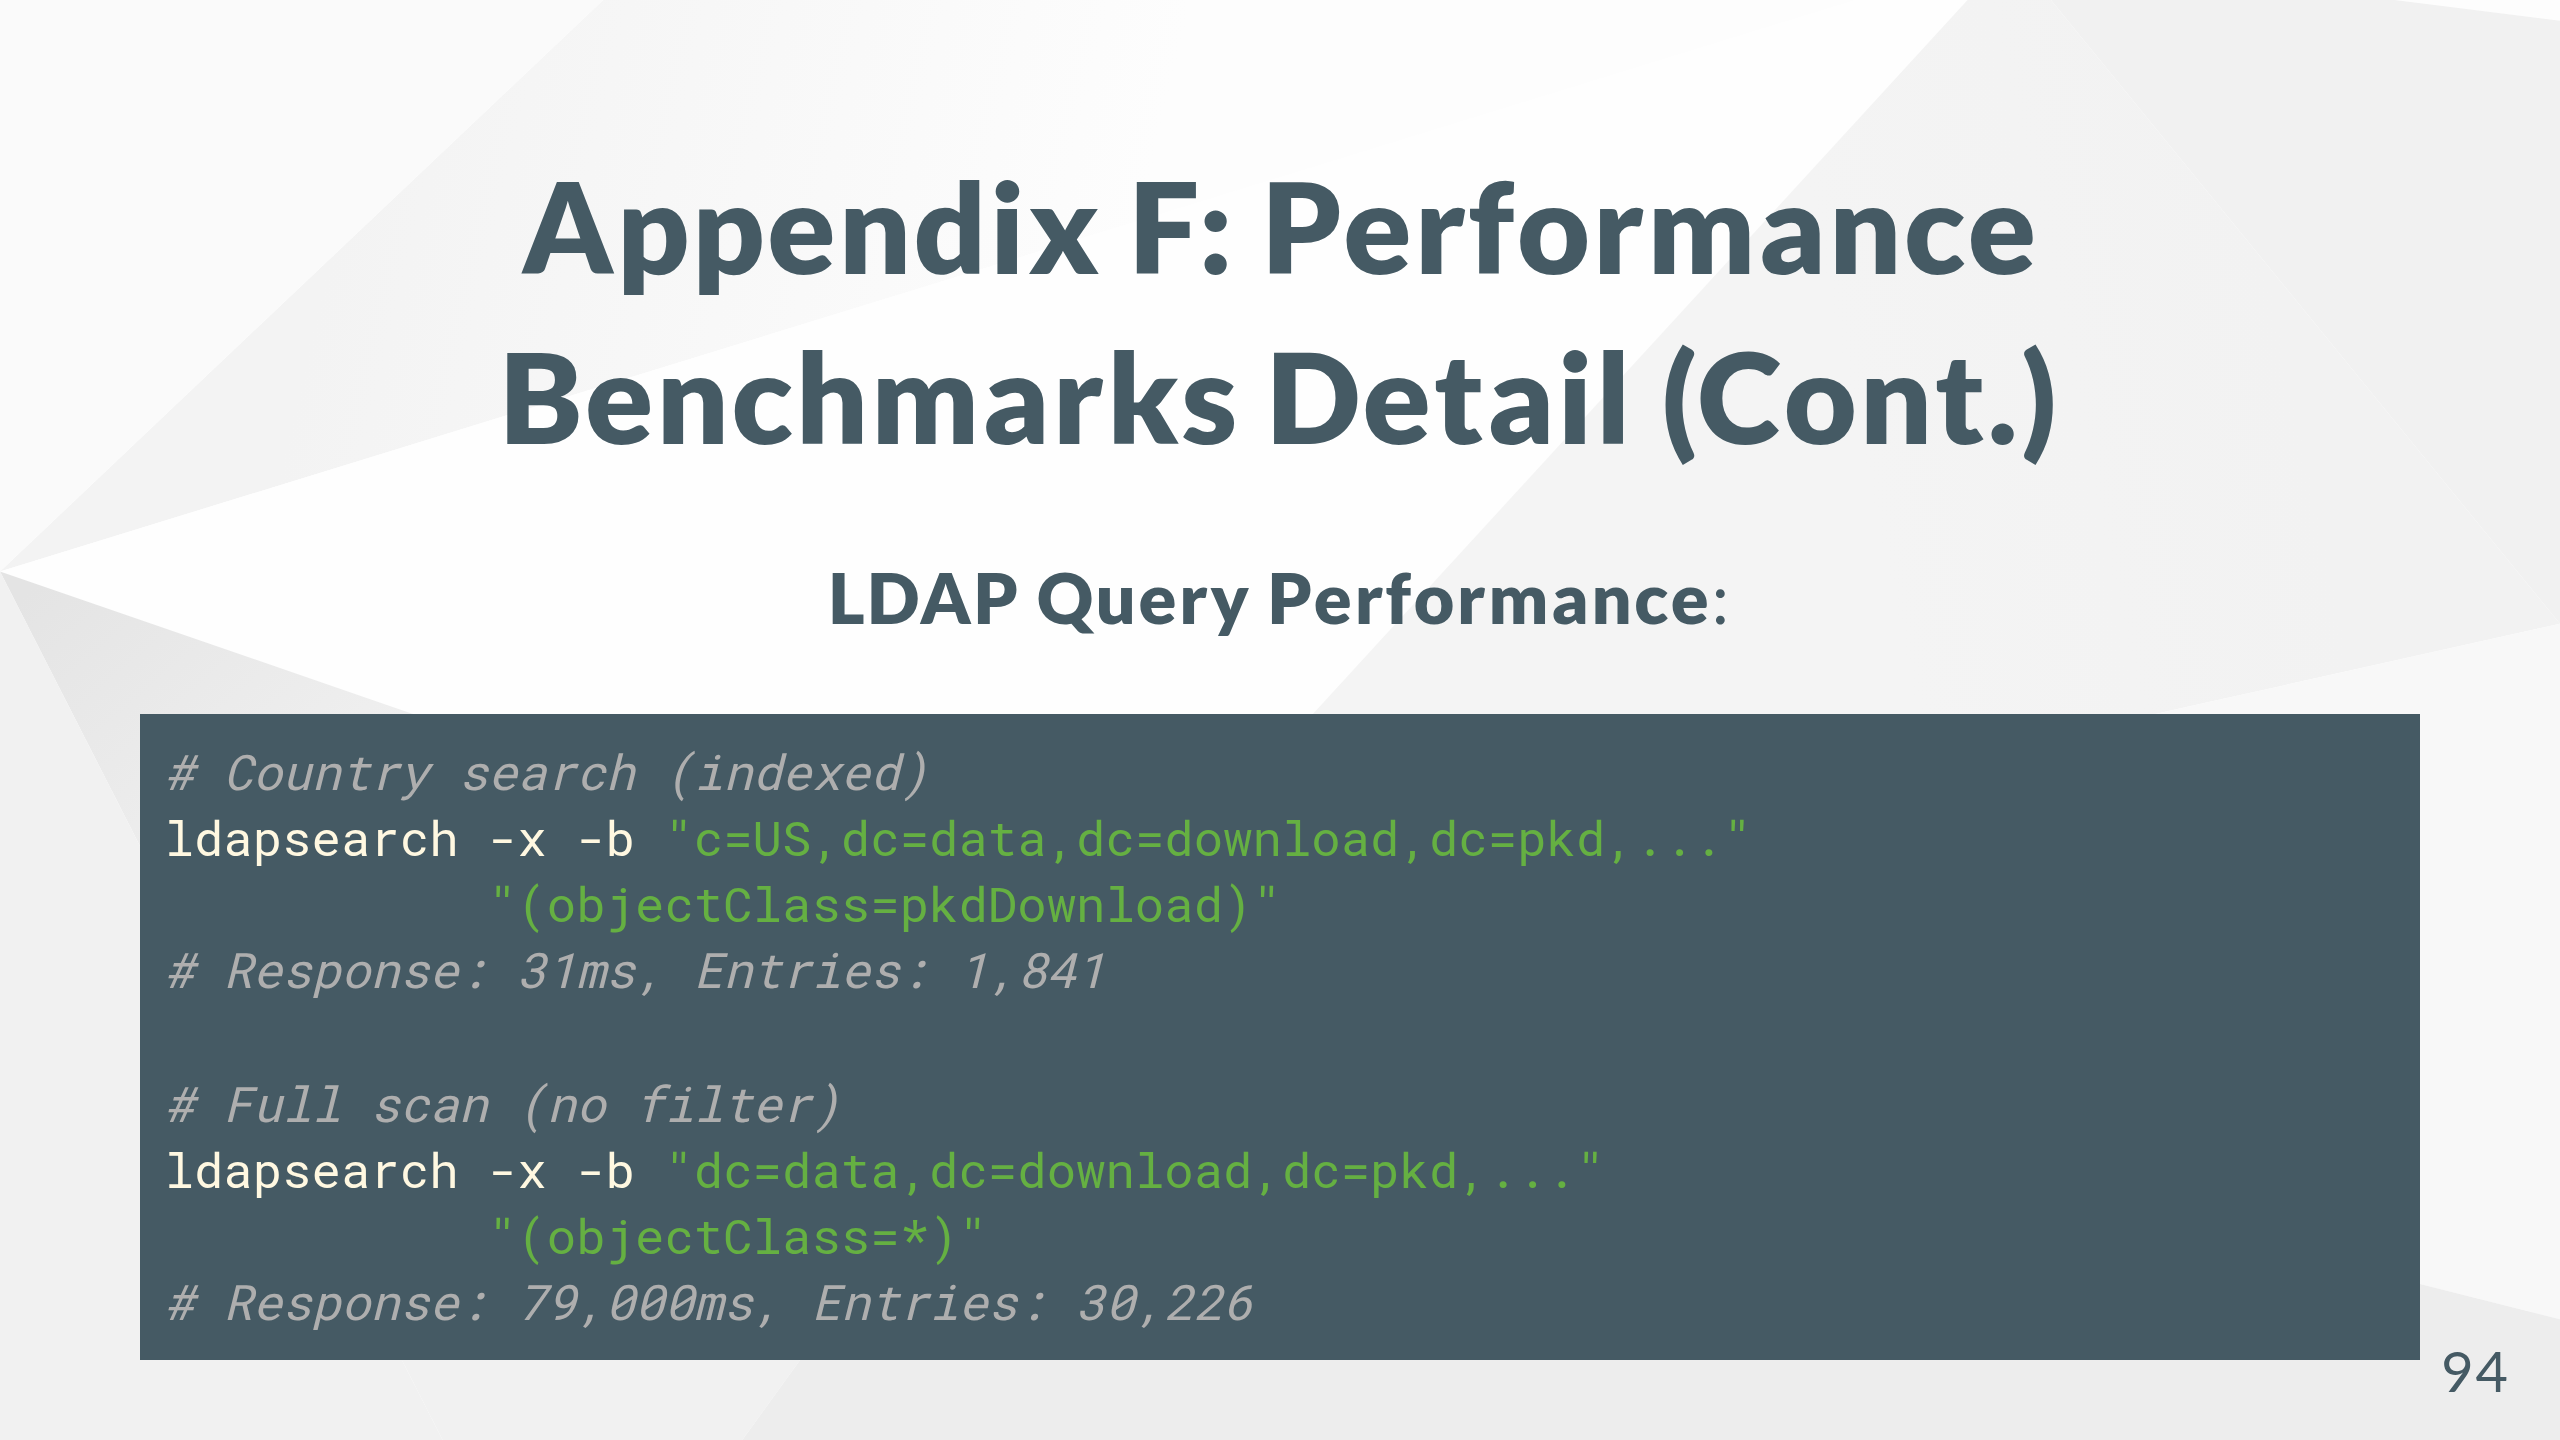 Appendix F: Performance
Benchmarks Detail (Cont.)
LDAP Query Performance:
# Country search (indexed)
ldapsearch -x -b "c=US,dc=data,dc=download,dc=pkd,..."
           "(objectClass=pkdDownload)"
# Response: 31ms, Entries: 1,841

# Full scan (no filter)
ldapsearch -x -b "dc=data,dc=download,dc=pkd,..."
           "(objectClass=*)"
# Response: 79,000ms, Entries: 30,226
94